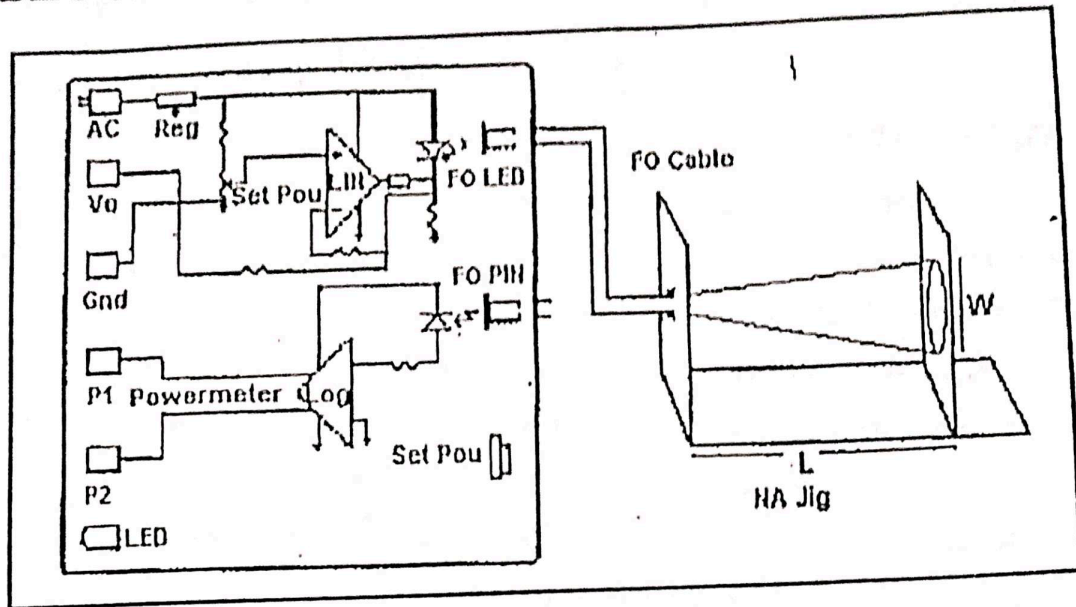 AC
Reg
FO LED
LIN
Set Pou
Vo
Gnd
FO PIN
P1
Powermeter
Log
P2
Set Pou
LED
FO Cable
W
L
NA Jig